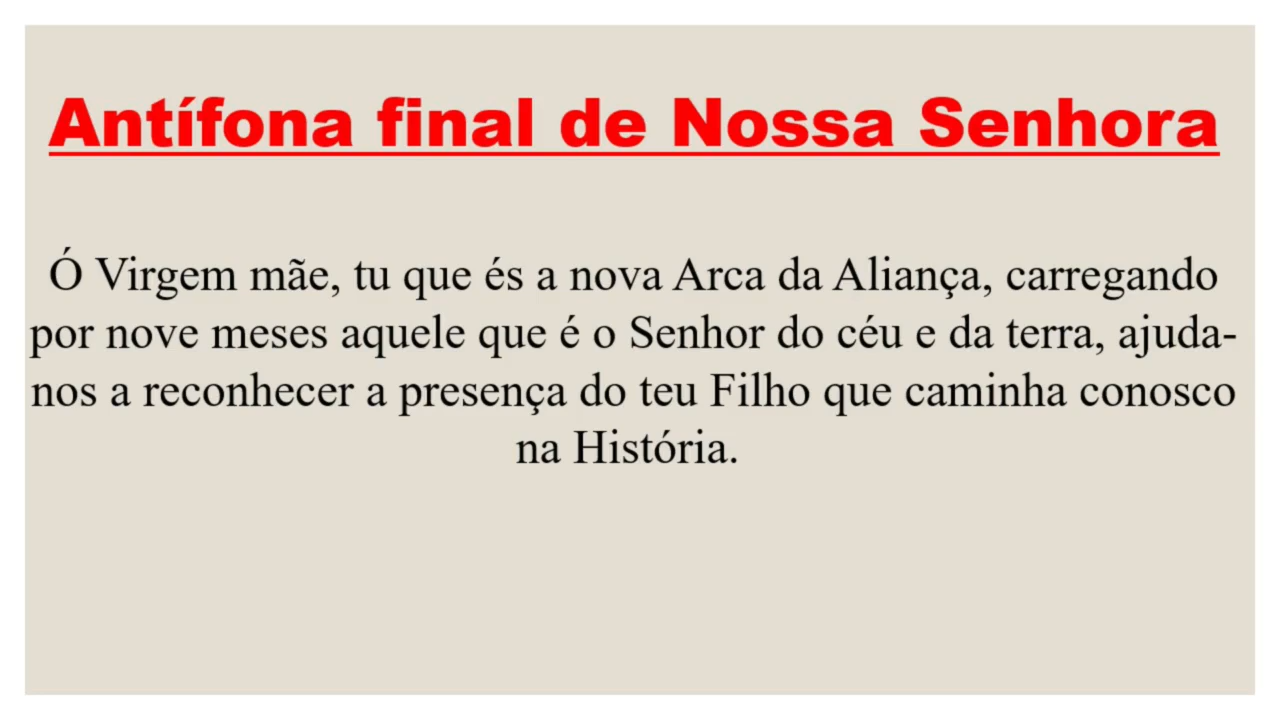 Antífona final de Nossa Senhora
Ó Virgem mãe, tu que és a nova Arca da Aliança, carregando
por nove meses aquele que é o Senhor do céu e da terra, ajuda-
nos a reconhecer a presença do teu Filho que caminha conosco
na História.